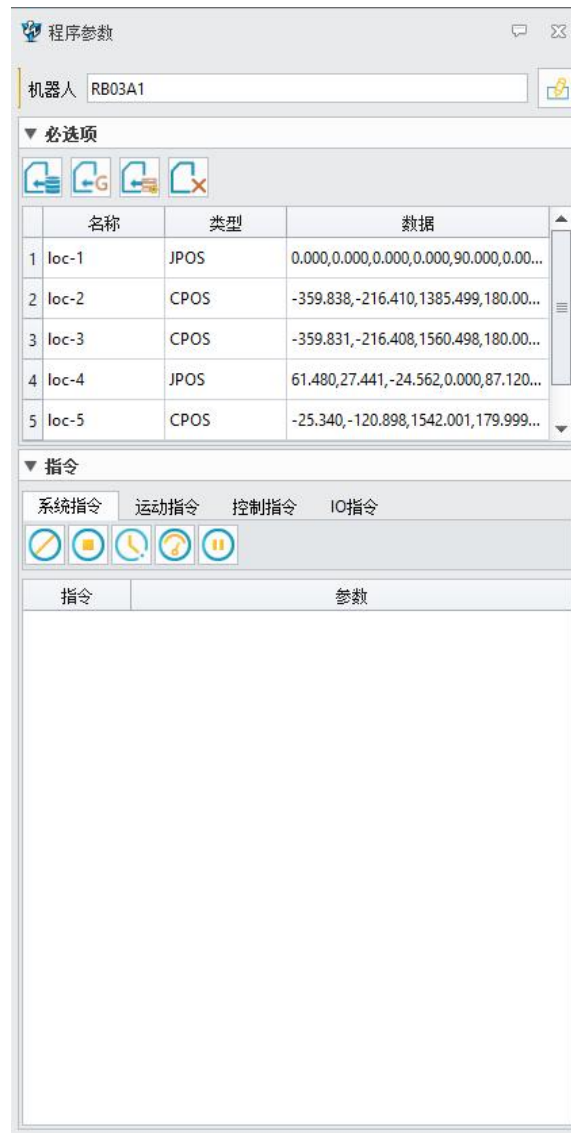 程序参数
机器人 RB03A1
必选项
G
名称 类型 数据
1 loc-1 JPOS 0.000,0.000,0.000,0.000,90.000,0.00...
2 loc-2 CPOS -359.838,-216.410,1385.499,180.00...
3 loc-3 CPOS -359.831,-216.408,1560.498,180.00...
4 loc-4 JPOS 61.480,27.441,-24.562,0.000,87.120...
5 loc-5 CPOS -25.340,-120.898,1542.001,179.999...
指令
系统指令 运动指令 控制指令 IO指令
指令 参数